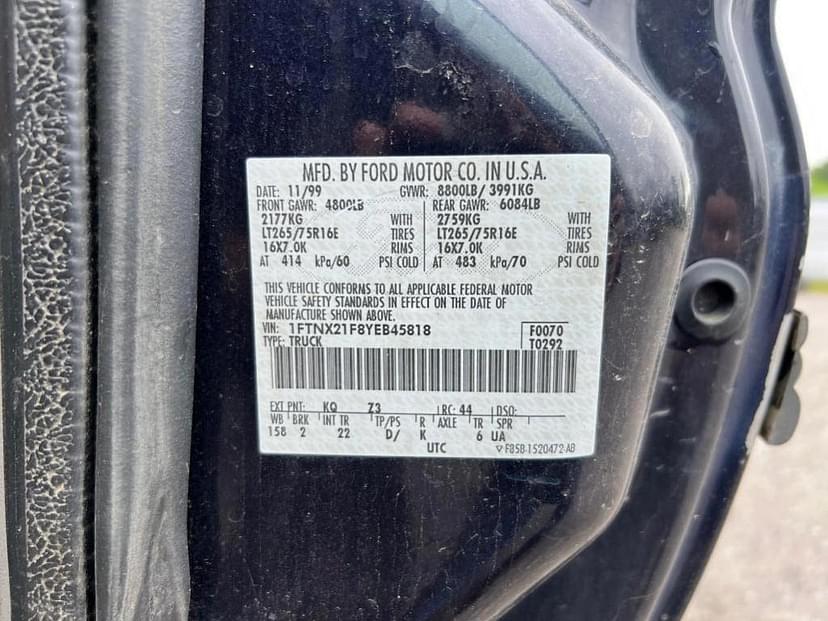 MFD. BY FORD MOTOR CO. IN U.S.A.
DATE: 11/99 GVWR: 8800LB/ 3991KG
FRONT GAWR: 4800LB REAR GAWR: 6084LB
2177KG WITH 2759KG WITH
LT265/75R16E TIRES LT265/75R16E TIRES
16X7.0K RIMS 16X7.0K RIMS
AT 414 kPa/60 PSI COLD AT 483 kPa/70 PSI COLD
THIS VEHICLE CONFORMS TO ALL APPLICABLE FEDERAL MOTOR
VEHICLE SAFETY STANDARDS IN EFFECT ON THE DATE OF
MANUFACTURE SHOWN ABOVE.
VIN: 1FTNX21F8YEB45818 F0070
TYPE: TRUCK T0292
EXT PNT: KQ Z3 RC: 44 DSO:
WB BRK INT TR TP/PS R AXLE TR SPR
158 2 22 D/ K 6 UA
UTC F85B-1520472-AB